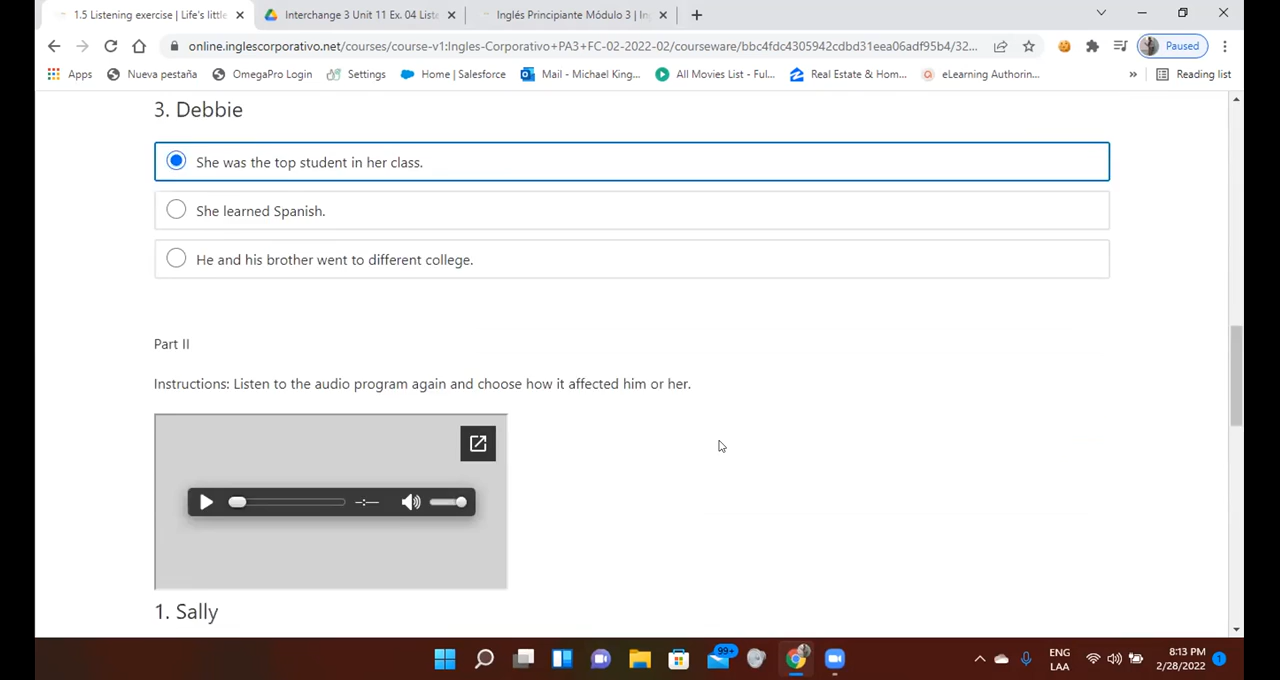 1.5 Listening exercise | Life's little
Interchange 3 Unit 11 Ex. 04 Liste
Inglés Principiante Módulo 3 | In
online.inglescorporativo.net/courses/course-v1:Ingles-Corporativo+PA3+FC-02-2022-02/courseware/bbc4fdc4305942cdbd31eea06adf95b4/32...
Paused
Apps
Nueva pestaña
OmegaPro Login
Settings
Home | Salesforce
Mail - Michael King...
All Movies List - Ful...
Real Estate & Hom...
eLearning Authorin...
»
Reading list
3. Debbie
She was the top student in her class.
She learned Spanish.
He and his brother went to different college.
Part II
Instructions: Listen to the audio program again and choose how it affected him or her.
-:--
1. Sally
99+
ENG
LAA
8:13 PM
2/28/2022
1